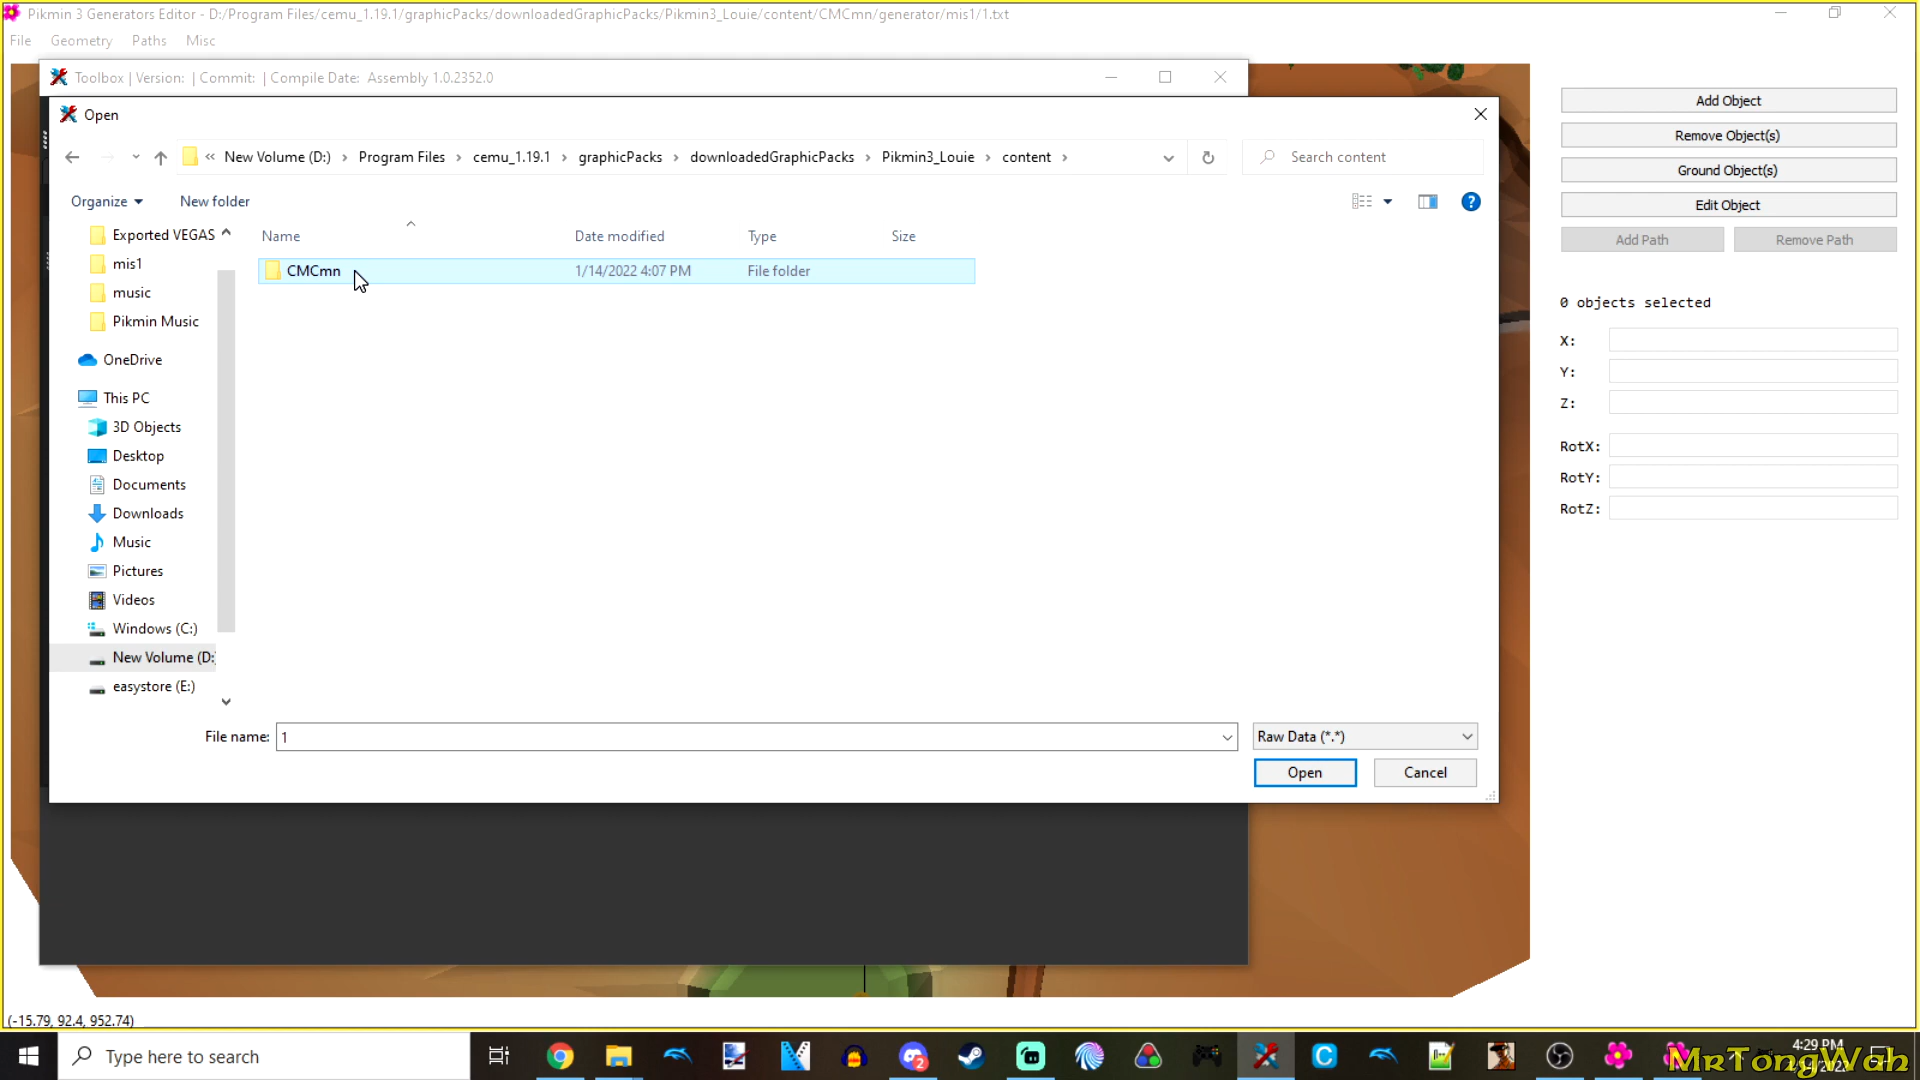 Pikmin 3 Generators Editor - D:/Program Files/cemu_1.19.1/graphicPacks/downloadedGraphicPacks/Pikmin3_Louie/content/CMCmn/generator/mis1/1.txt
File Geometry Paths Misc
Toolbox | Version: | Commit: | Compile Date: Assembly 1.0.2352.0
Open
« New Volume (D:) › Program Files › cemu_1.19.1 › graphicPacks › downloadedGraphicPacks › Pikmin3_Louie › content ›
Search content
Organize New folder
Name Date modified Type Size
CMCmn 1/14/2022 4:07 PM File folder
Exported VEGAS
mis1
music
Pikmin Music
OneDrive
This PC
3D Objects
Desktop
Documents
Downloads
Music
Pictures
Videos
Windows (C:)
New Volume (D:
easystore (E:)
File name: 1
Raw Data (*.*)
Open Cancel
Add Object
Remove Object(s)
Ground Object(s)
Edit Object
Add Path Remove Path
0 objects selected
X:
Y:
Z:
RotX:
RotY:
RotZ:
(-15.79, 92.4, 952.74)
Type here to search
2
4:29 PM
MrTongWah